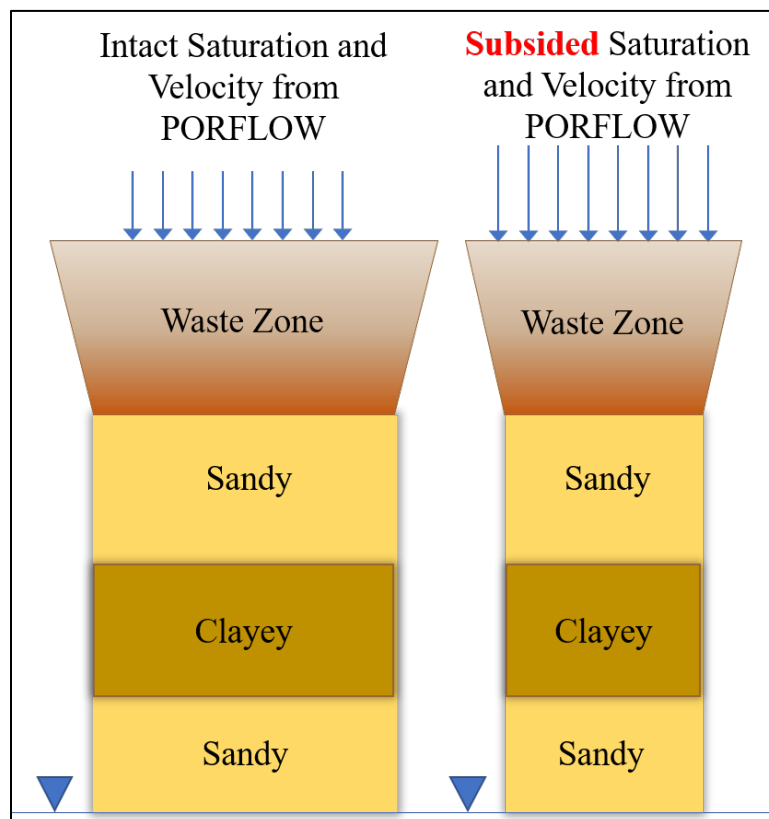 Intact Saturation and
Velocity from
PORFLOW
Subsided Saturation
and Velocity from
PORFLOW
Waste Zone
Waste Zone
Sandy
Sandy
Clayey
Clayey
Sandy
Sandy